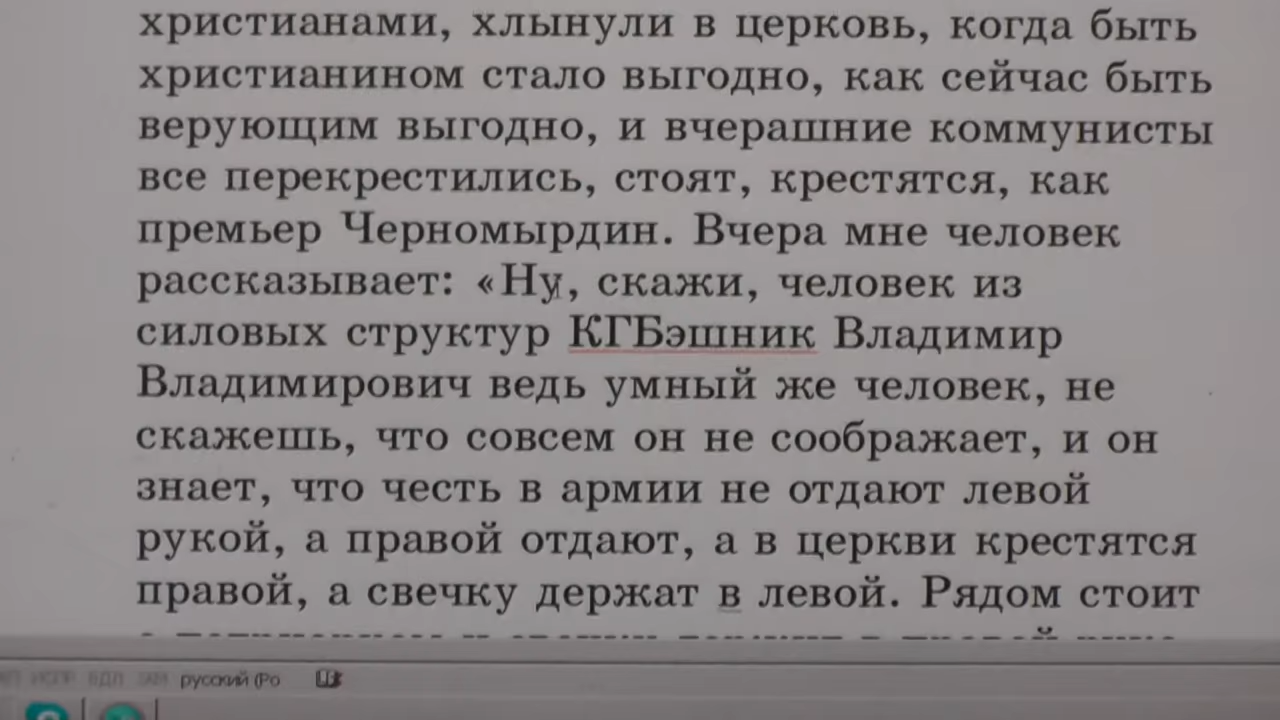 христианами, хлынули в церковь, когда быть
христианином стало выгодно, как сейчас быть
верующим выгодно, и вчерашние коммунисты
все перекрестились, стоят, крестятся, как
премьер Черномырдин. Вчера мне человек
рассказывает: «Ну, скажи, человек из
силовых структур КГБэшник Владимир
Владимирович ведь умный же человек, не
скажешь, что совсем он не соображает, и он
знает, что честь в армии не отдают левой
рукой, а правой отдают, а в церкви крестятся
правой, а свечку держат в левой. Рядом стоит
русский (Ро